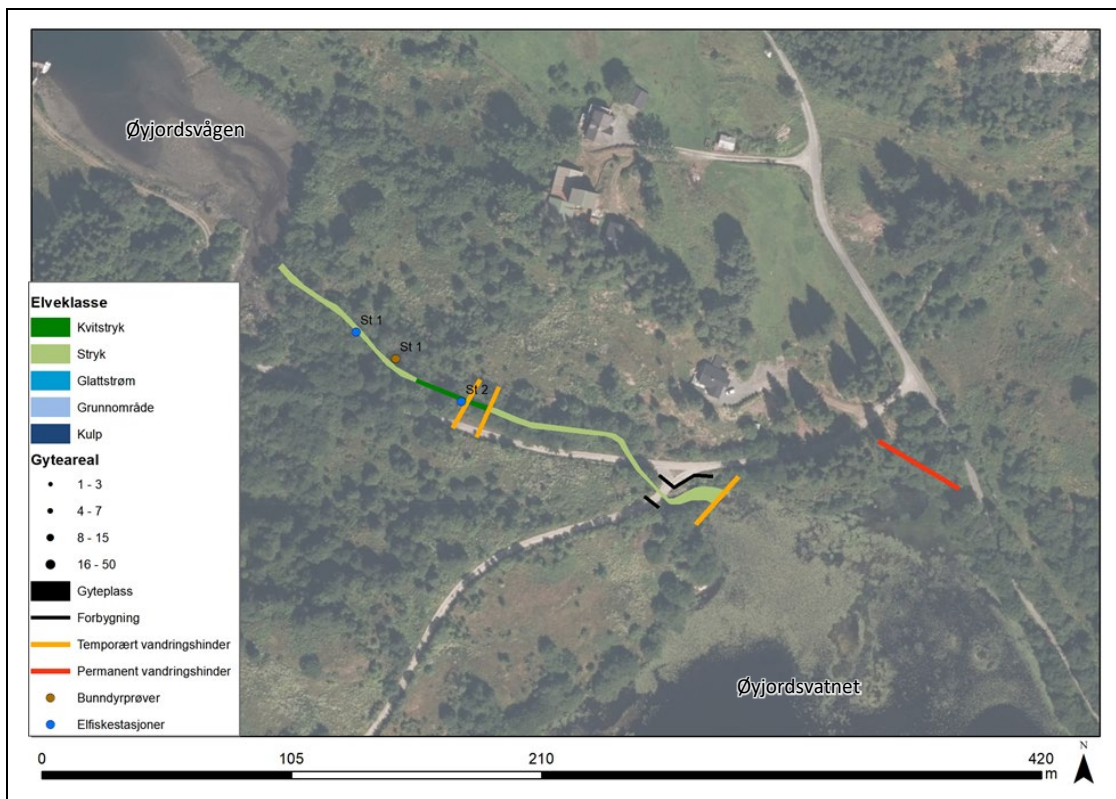 Øyjordsvågen
St 1
St 1
St 2
Øyjordsvatnet
Elveklasse
Kvitstryk
Stryk
Glattstrøm
Grunnområde
Kulp
Gyteareal
1 - 3
4 - 7
8 - 15
16 - 50
Gyteplass
Forbygning
Temporært vandringshinder
Permanent vandringshinder
Bunndyrprøver
Elfiskestasjoner
0 105 210 420
m
N